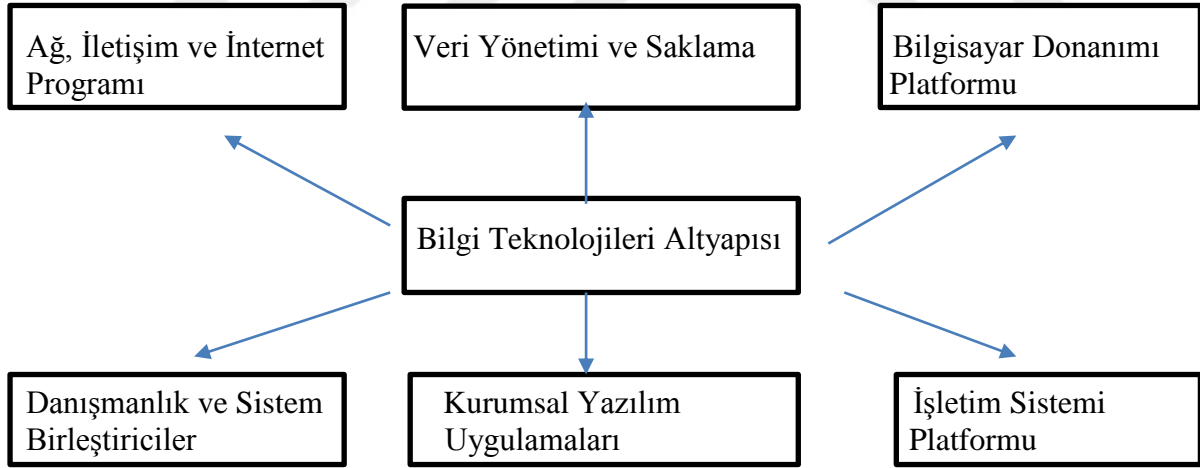 Ağ, İletişim ve İnternet
Programı
Veri Yönetimi ve Saklama
Bilgisayar Donanımı
Platformu
Bilgi Teknolojileri Altyapısı
Danışmanlık ve Sistem
Birleştiriciler
Kurumsal Yazılım
Uygulamaları
İşletim Sistemi
Platformu